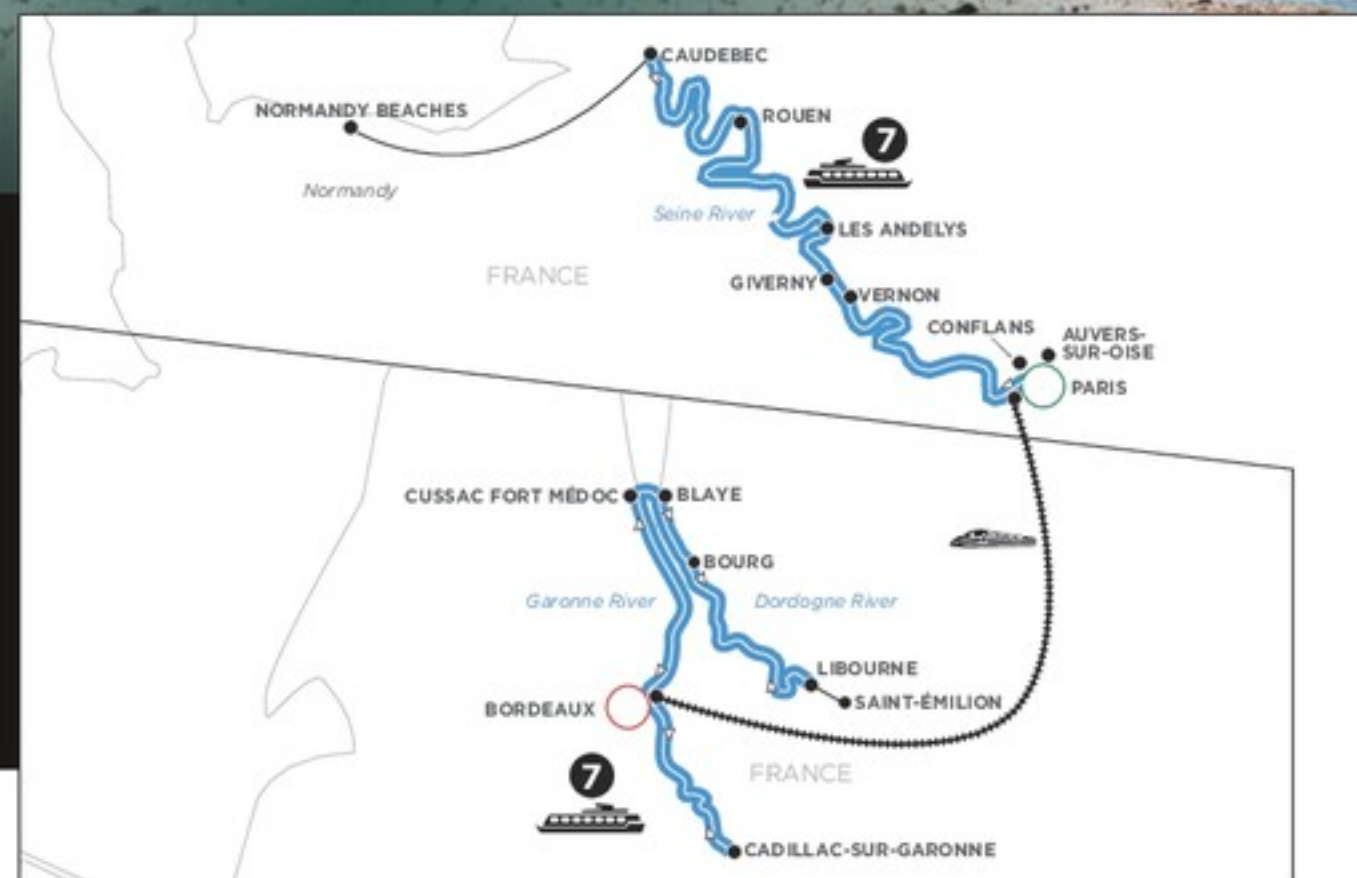 CAUDEBEC
NORMANDY BEACHES
ROUEN
7
Normandy
Seine River
LES ANDELYS
FRANCE
GIVERNY
VERNON
CONFLANS
AUVERS-
SUR-OISE
PARIS
CUSSAC FORT MÉDOC
BLAYE
BOURG
Garonne River
Dordogne River
LIBOURNE
SAINT-ÉMILION
BORDEAUX
FRANCE
7
CADILLAC-SUR-GARONNE